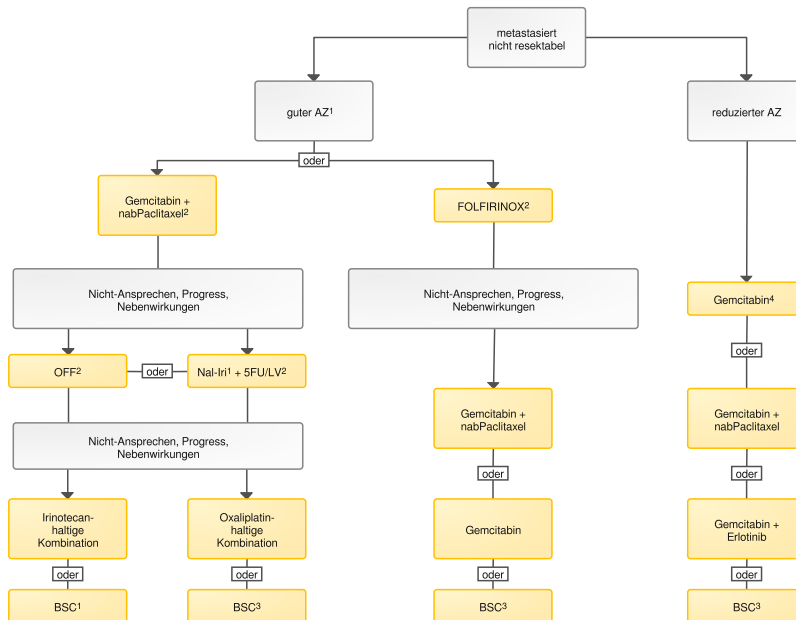 metastasiert
nicht resektabel
guter AZ¹
reduzierter AZ
oder
Gemcitabin +
nabPaclitaxel²
FOLFIRINOX²
Nicht-Ansprechen, Progress,
Nebenwirkungen
Nicht-Ansprechen, Progress,
Nebenwirkungen
Gemcitabin⁴
oder
OFF²
oder
Nal-Iri¹ + 5FU/LV²
Gemcitabin +
nabPaclitaxel
Gemcitabin +
nabPaclitaxel
Nicht-Ansprechen, Progress,
Nebenwirkungen
oder
oder
Irinotecan-
haltige
Kombination
Oxaliplatin-
haltige
Kombination
Gemcitabin
Gemcitabin +
Erlotinib
oder
oder
oder
oder
BSC¹
BSC³
BSC³
BSC³